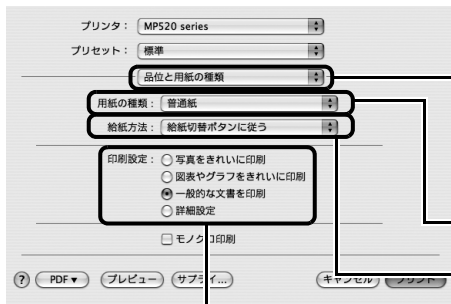 プリンタ： MP520 series
プリセット： 標準
品位と用紙の種類
用紙の種類： 普通紙
給紙方法： 給紙切替ボタンに従う
印刷設定： 写真をきれいに印刷
図表やグラフをきれいに印刷
一般的な文書を印刷
詳細設定
モノクロ印刷
? PDF▼ プレビュー サプライ... キャンセル プリント